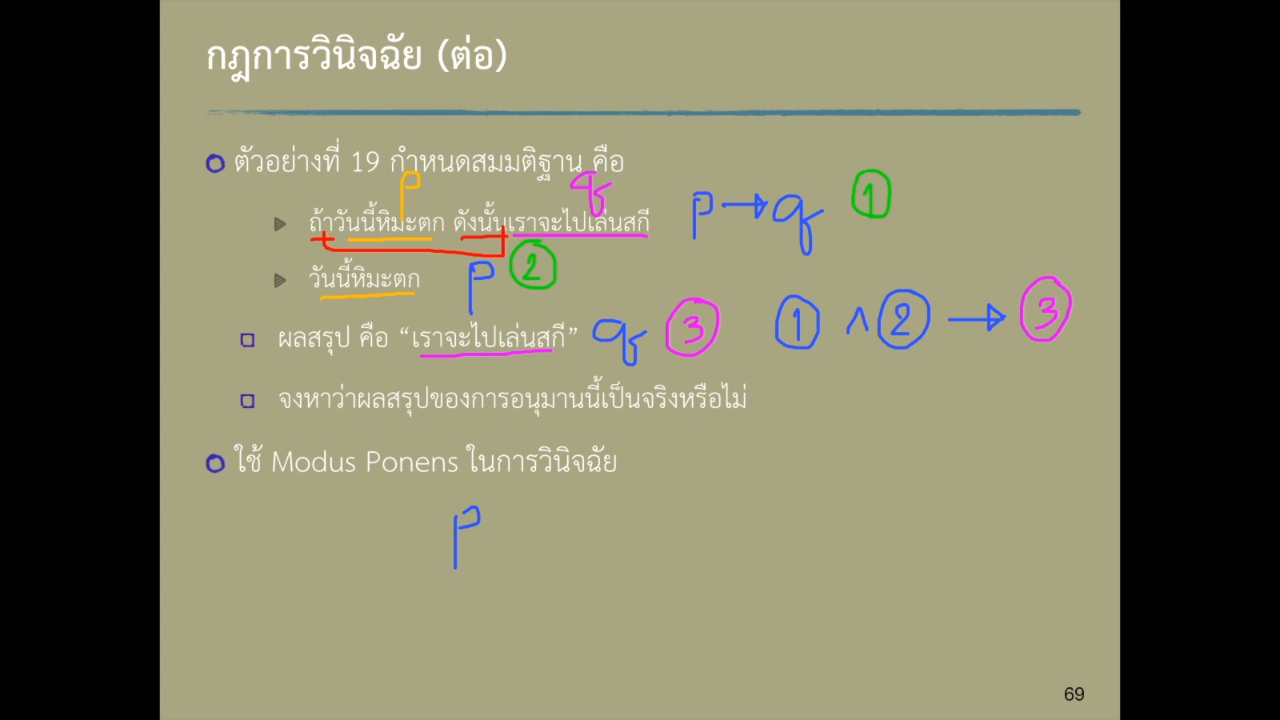 กฎการวินิจฉัย (ต่อ)
ตัวอย่างที่ 19 กำหนดสมมติฐาน คือ
p q
ถ้าวันนี้หิมะตก ดังนั้นเราจะไปเล่นสกี p → q 1
วันนี้หิมะตก p 2
ผลสรุป คือ “เราจะไปเล่นสกี” q 3 1 ∧ 2 → 3
จงหาว่าผลสรุปของการอนุมานนี้เป็นจริงหรือไม่
ใช้ Modus Ponens ในการวินิจฉัย
p
69